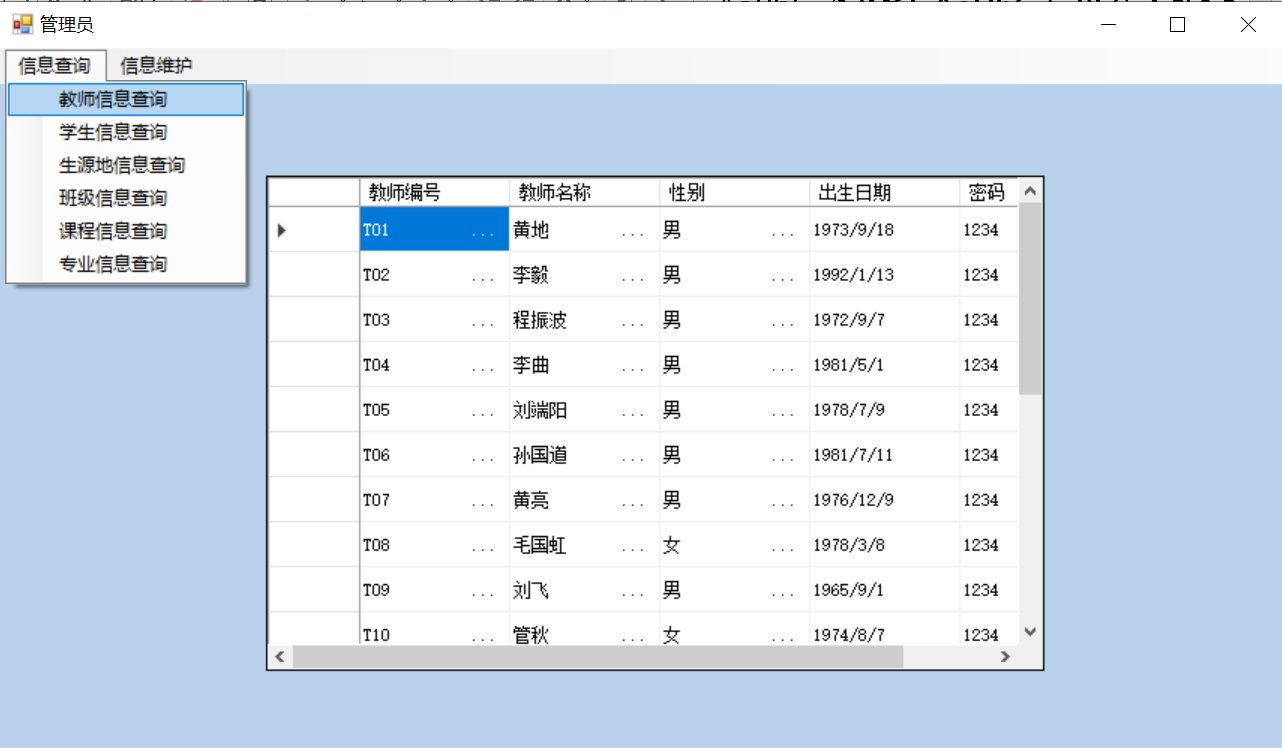 管理员
信息查询 信息维护
教师信息查询
学生信息查询
生源地信息查询
班级信息查询
课程信息查询
专业信息查询
教师编号 教师名称 性别 出生日期 密码
T01 ... 黄地 ... 男 ... 1973/9/18 1234
T02 ... 李毅 ... 男 ... 1992/1/13 1234
T03 ... 程振波 ... 男 ... 1972/9/7 1234
T04 ... 李曲 ... 男 ... 1981/5/1 1234
T05 ... 刘端阳 ... 男 ... 1978/7/9 1234
T06 ... 孙国道 ... 男 ... 1981/7/11 1234
T07 ... 黄亮 ... 男 ... 1976/12/9 1234
T08 ... 毛国虹 ... 女 ... 1978/3/8 1234
T09 ... 刘飞 ... 男 ... 1965/9/1 1234
T10 ... 管秋 ... 女 ... 1974/8/7 1234